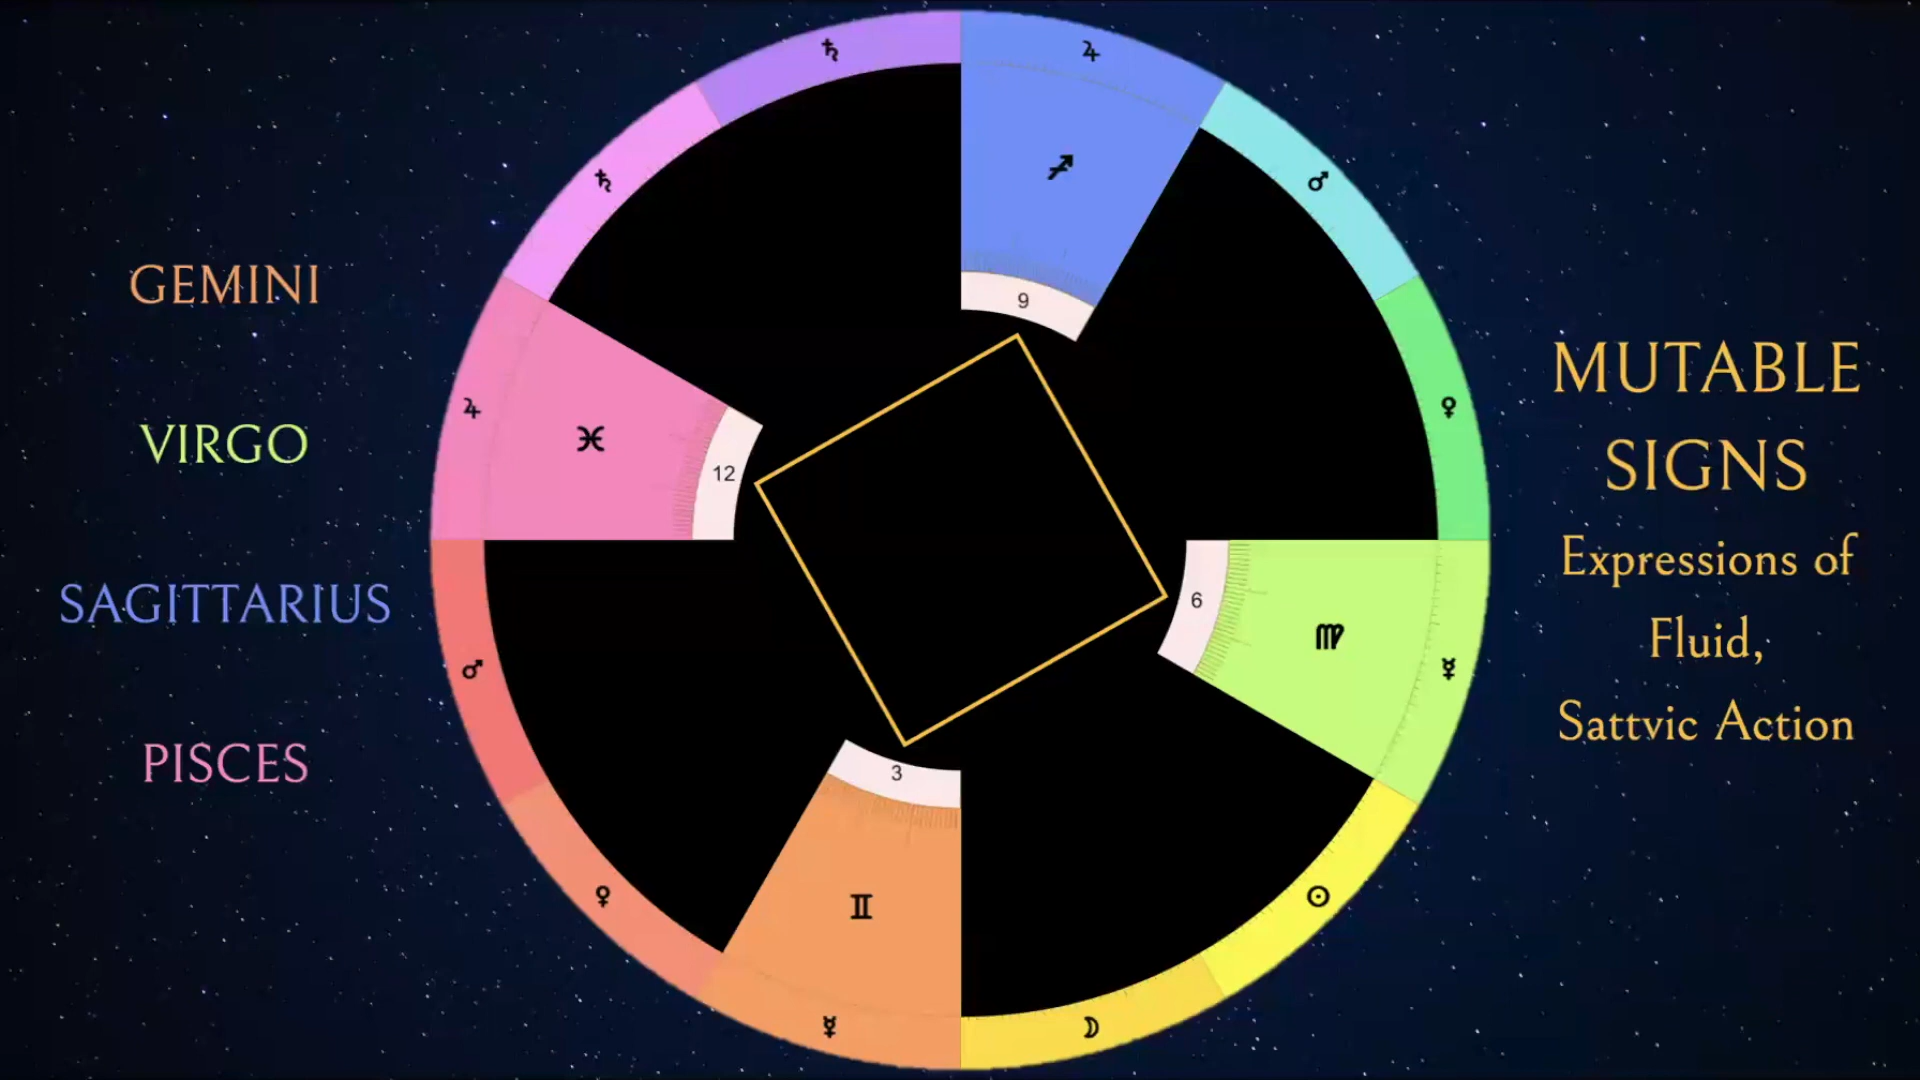 GEMINI
VIRGO
SAGITTARIUS
PISCES
♄
♃
♄
♐
♂
9
♃
♓
12
♀
6
♍
☿
♂
3
♀
♊
☉
☿
☽
MUTABLE
SIGNS
Expressions of
Fluid,
Sattvic Action